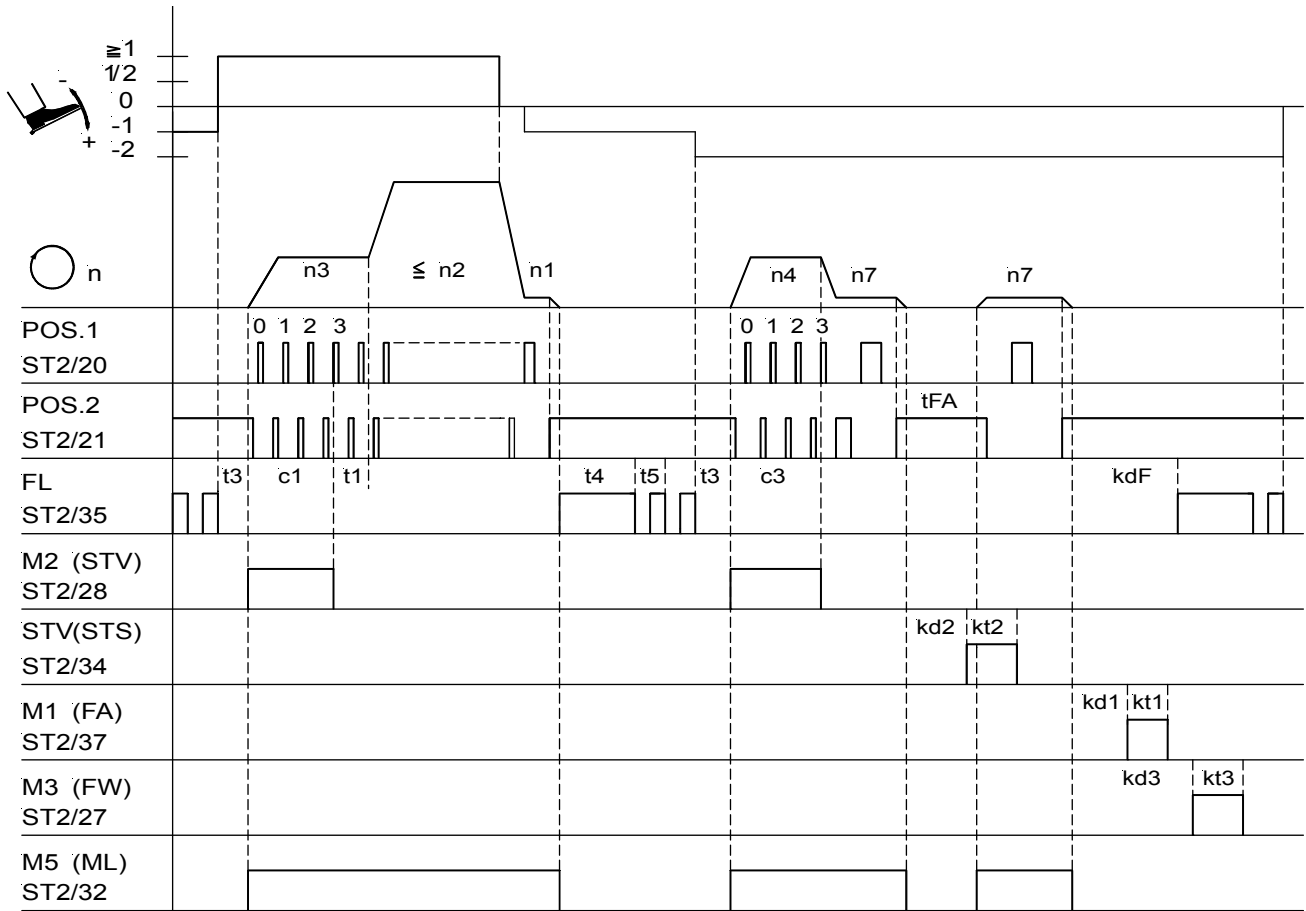 ≧1
1/2
0
-1
-2
-
+
n
n3
≦ n2
n1
n4
n7
n7
POS.1
ST2/20
0 1 2 3
0 1 2 3
POS.2
ST2/21
tFA
FL
ST2/35
t3
c1
t1
t4
t5
t3
c3
kdF
M2 (STV)
ST2/28
STV(STS)
ST2/34
kd2
kt2
M1 (FA)
ST2/37
kd1
kt1
M3 (FW)
ST2/27
kd3
kt3
M5 (ML)
ST2/32